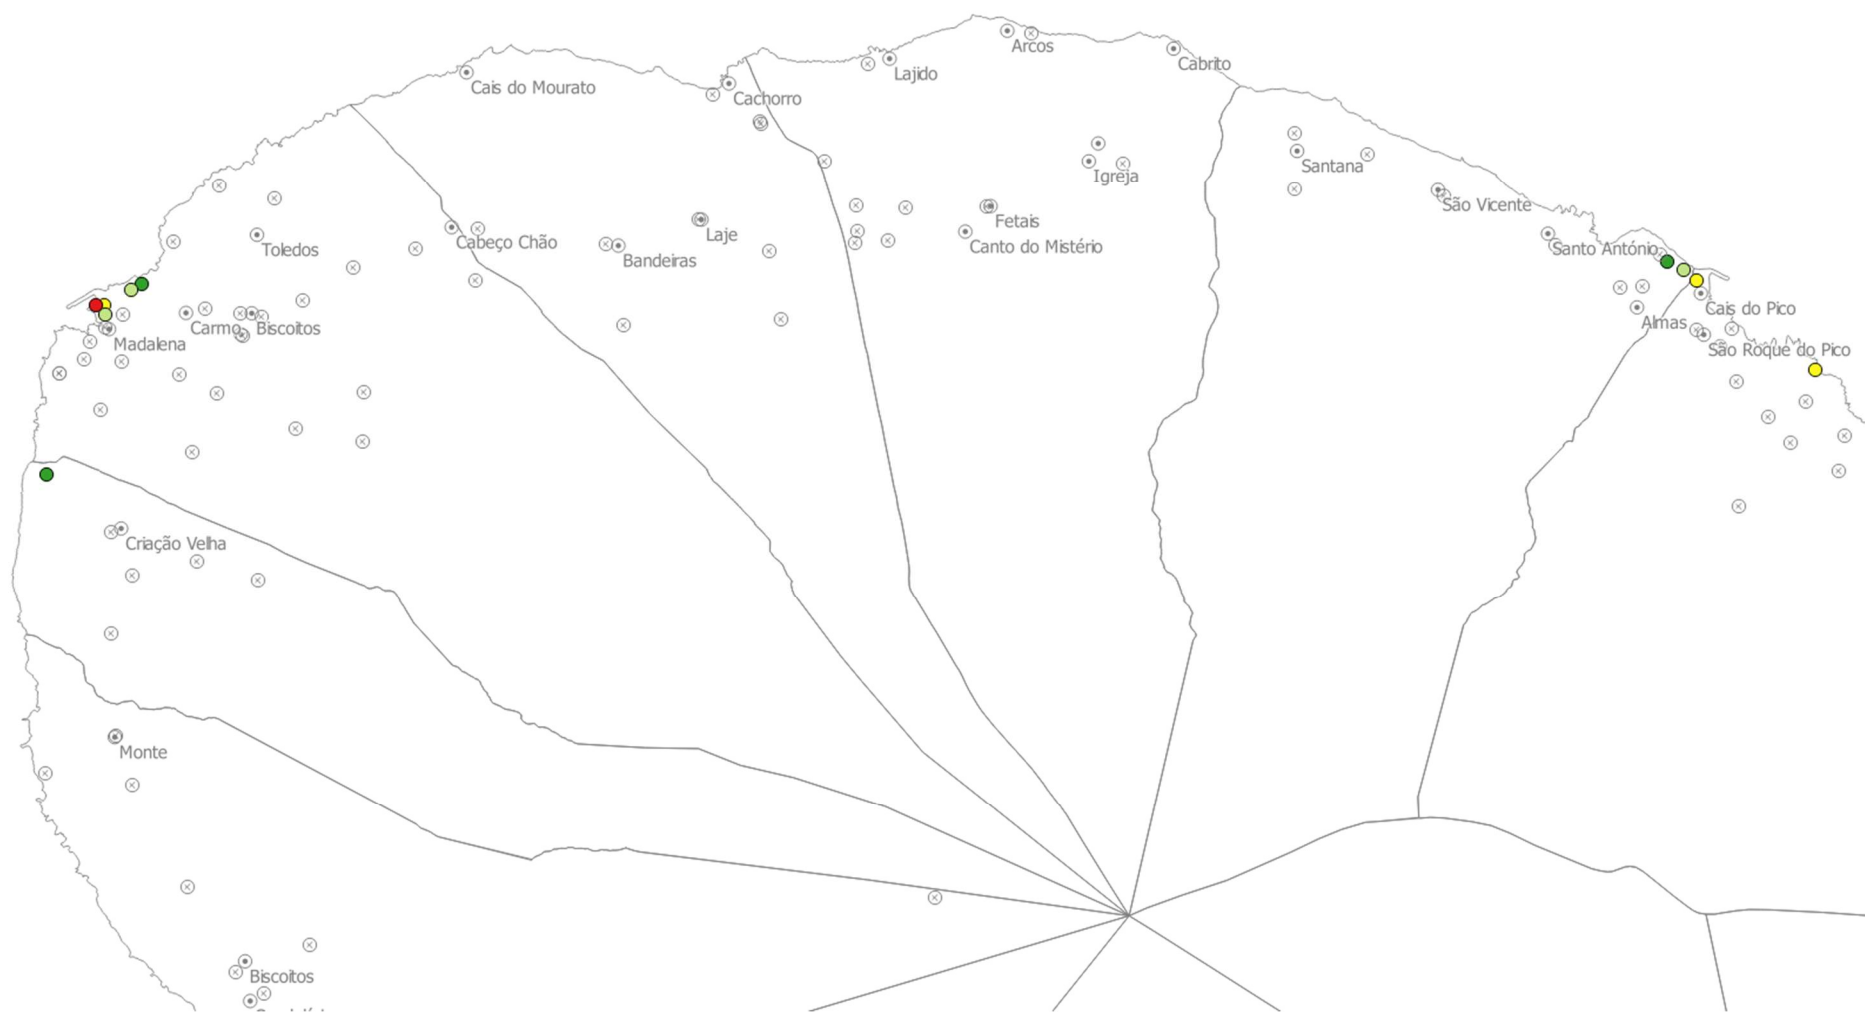 Arcos
Cabrito
Lajido
Cais do Mourato
Cachorro
Santana
Igreja
São Vicente
Fetais
Laje
Cabeço Chão
Canto do Mistério
Toledos
Santo António
Bandeiras
Cais do Pico
Almas
Carmo
Biscoitos
Madalena
São Roque do Pico
Criação Velha
Monte
Biscoitos